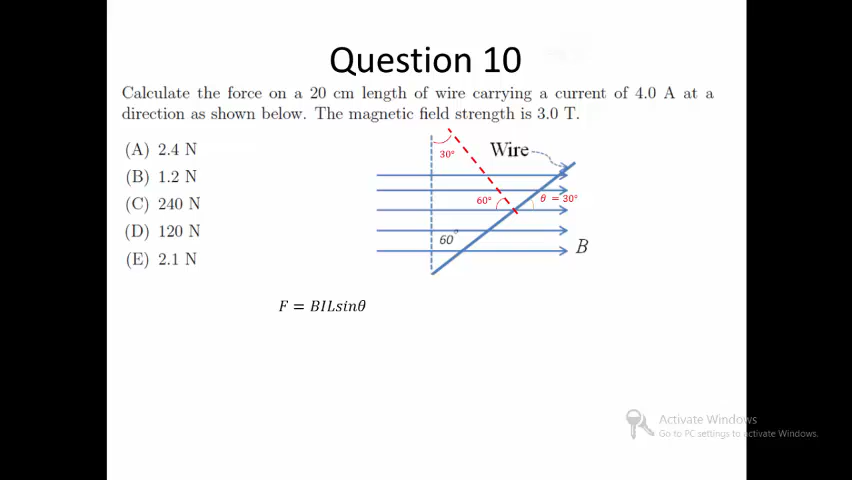 Question 10
Calculate the force on a 20 cm length of wire carrying a current of 4.0 A at a
direction as shown below. The magnetic field strength is 3.0 T.
(A) 2.4 N
(B) 1.2 N
(C) 240 N
(D) 120 N
(E) 2.1 N
30°
Wire
60°
θ = 30°
60°
B
F = BILsinθ
Activate Windows
Go to PC settings to activate Windows.